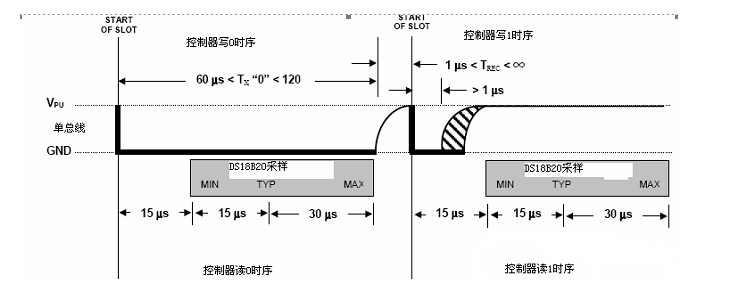 START
OF SLOT
START
OF SLOT
控制器写0时序
控制器写1时序
1 µs < TREC < ∞
60 µs < TX “0” < 120
> 1 µs
VPU
单总线
GND
DS18B20采样
DS18B20采样
MIN TYP MAX
MIN TYP MAX
15 µs 15 µs 30 µs
15 µs 15 µs 30 µs
控制器读0时序
控制器读1时序